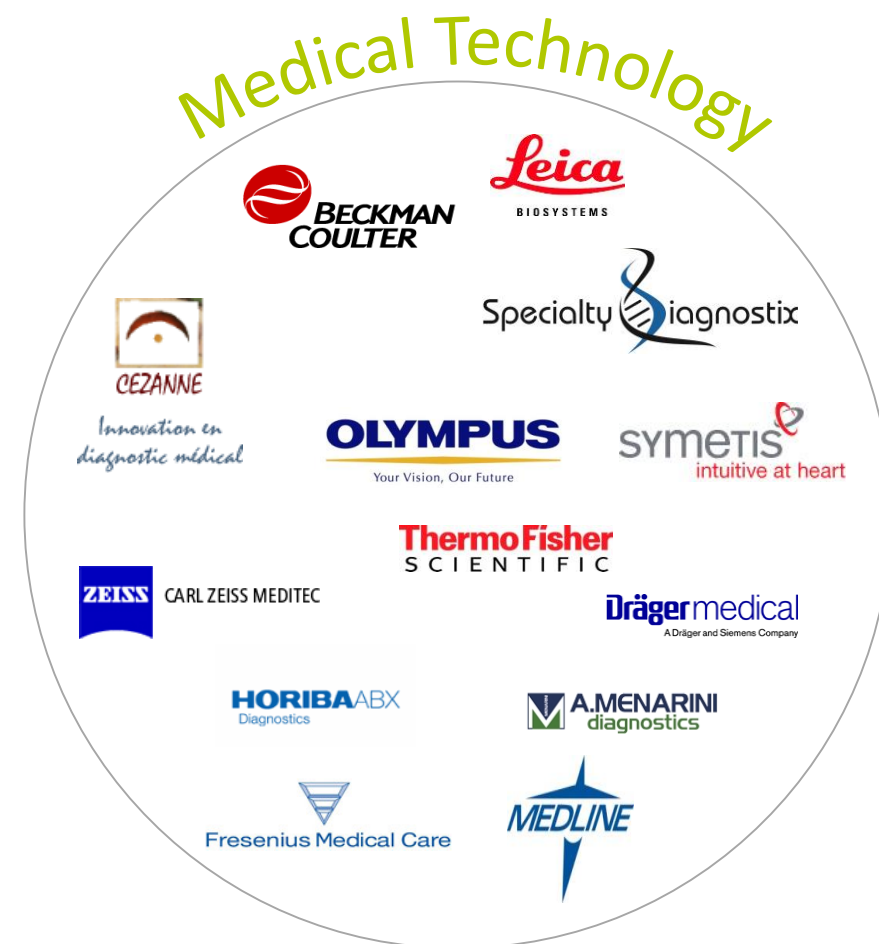 Medical Technology
Leica
BIOSYSTEMS
BECKMAN
COULTER
Specialty Diagnostix
CEZANNE
Innovation en
diagnostic médical
OLYMPUS
Your Vision, Our Future
SYMETIS
intuitive at heart
ThermoFisher
SCIENTIFIC
ZEISS
CARL ZEISS MEDITEC
Drägermedical
A Dräger and Siemens Company
HORIBAABX
Diagnostics
A.MENARINI
diagnostics
Fresenius Medical Care
MEDLINE